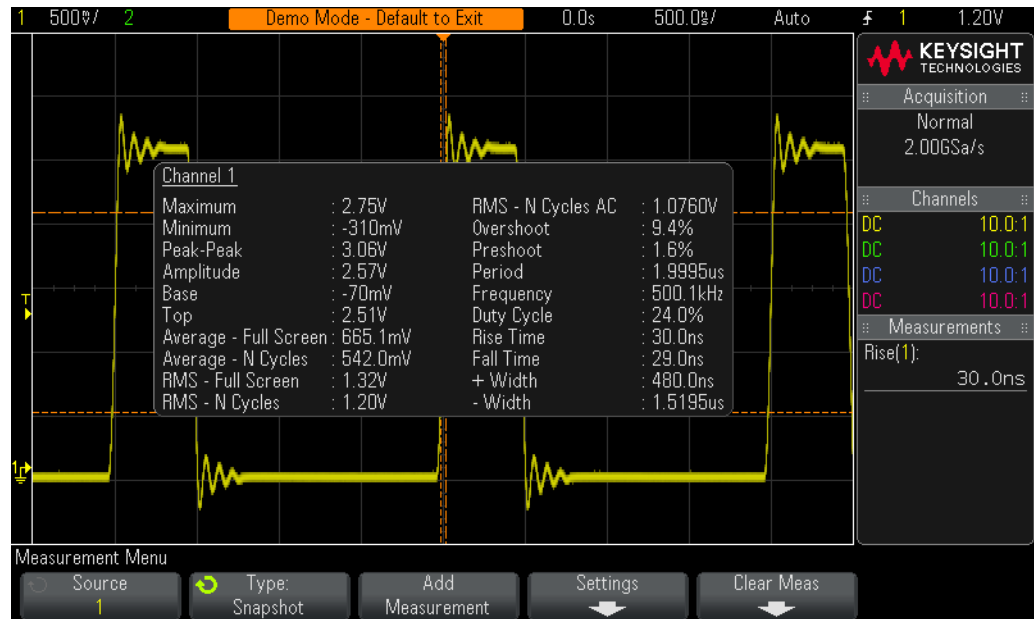 1 500mV/ 2 Demo Mode - Default to Exit 0.0s 500.0ns/ Auto 1 1.20V
KEYSIGHT
TECHNOLOGIES
Acquisition
Normal
2.00GSa/s
Channels
DC 10.0:1
DC 10.0:1
DC 10.0:1
DC 10.0:1
Measurements
Rise(1):
30.0ns
T
1
Channel 1
Maximum : 2.75V RMS - N Cycles AC : 1.0760V
Minimum : -310mV Overshoot : 9.4%
Peak-Peak : 3.06V Preshoot : 1.6%
Amplitude : 2.57V Period : 1.9995us
Base : -70mV Frequency : 500.1kHz
Top : 2.51V Duty Cycle : 24.0%
Average - Full Screen : 665.1mV Rise Time : 30.0ns
Average - N Cycles : 542.0mV Fall Time : 29.0ns
RMS - Full Screen : 1.32V + Width : 480.0ns
RMS - N Cycles : 1.20V - Width : 1.5195us
Measurement Menu
Source
1
Type:
Snapshot
Add
Measurement
Settings
Clear Meas